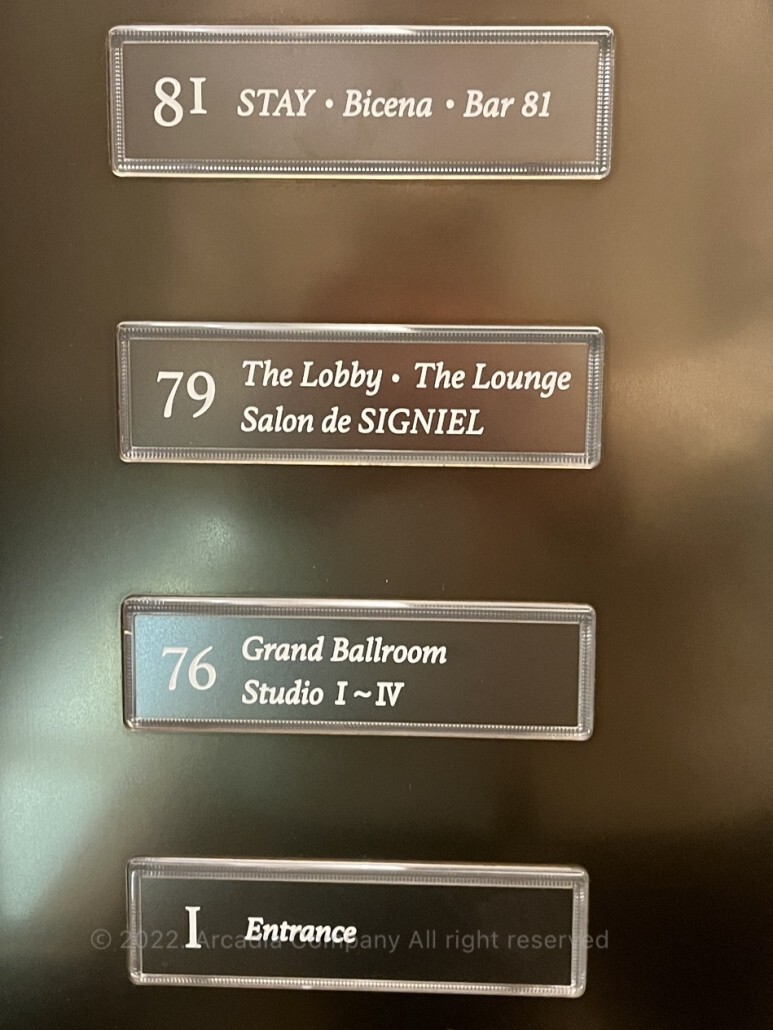 81 STAY • Bicena • Bar 81
79 The Lobby • The Lounge
Salon de SIGNIEL
76 Grand Ballroom
Studio I ~ IV
1 Entrance
© 2022. Arcadia Company All right reserved